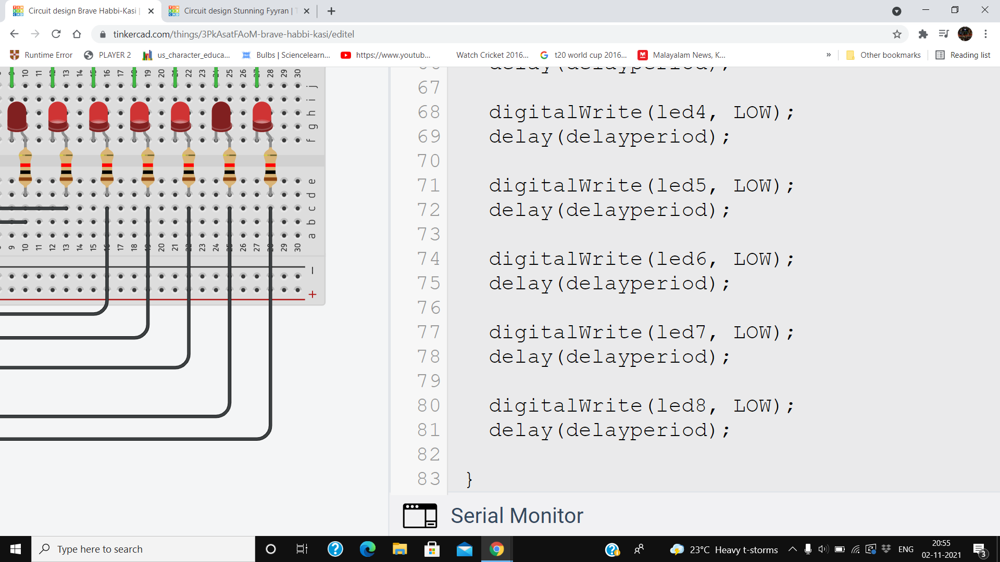 Circuit design Brave Habbi-Kasi |
Circuit design Stunning Fyyran |
tinkercad.com/things/3PkAsatFAoM-brave-habbi-kasi/editel
Runtime Error
PLAYER 2
us_character_educa...
Bulbs | Sciencelearn...
https://www.youtub...
Watch Cricket 2016...
t20 world cup 2016...
Malayalam News, K...
»
Other bookmarks
Reading list
10 11 13 14 16 17 19 20 22 23 25 26 28 29 30
j
i
h
g
f
e
d
c
b
a
9 10 11 12 13 14 15 17 18 20 21 23 24 26 27 29 30
–
+
delay(delayperiod);
67
68 digitalWrite(led4, LOW);
69 delay(delayperiod);
70
71 digitalWrite(led5, LOW);
72 delay(delayperiod);
73
74 digitalWrite(led6, LOW);
75 delay(delayperiod);
76
77 digitalWrite(led7, LOW);
78 delay(delayperiod);
79
80 digitalWrite(led8, LOW);
81 delay(delayperiod);
82
83 }
Serial Monitor
Type here to search
23°C Heavy t-storms
ENG
20:55
02-11-2021
3